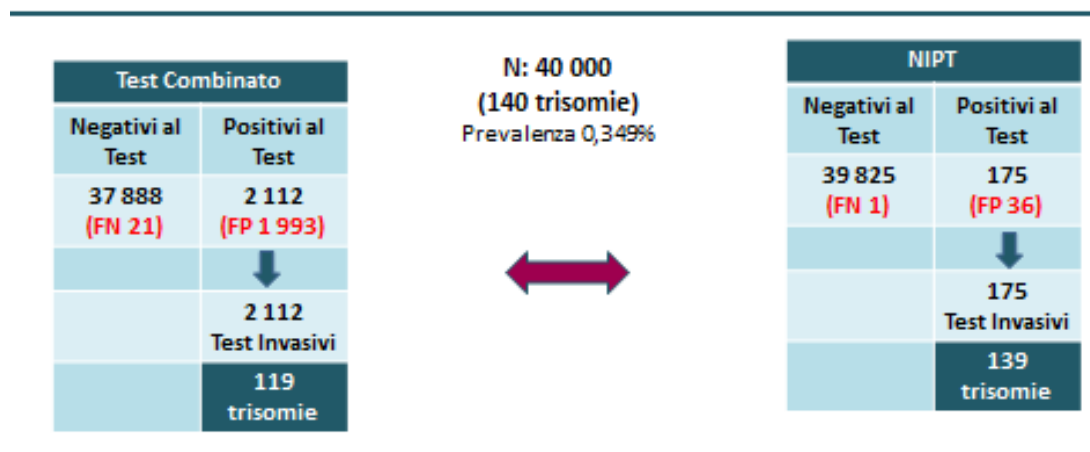 Test Combinato
Negativi al
Test
Positivi al
Test
37 888
(FN 21)
2 112
(FP 1 993)
2 112
Test Invasivi
119
trisomie
N: 40 000
(140 trisomie)
Prevalenza 0,349%
NIPT
Negativi al
Test
Positivi al
Test
39 825
(FN 1)
175
(FP 36)
175
Test Invasivi
139
trisomie